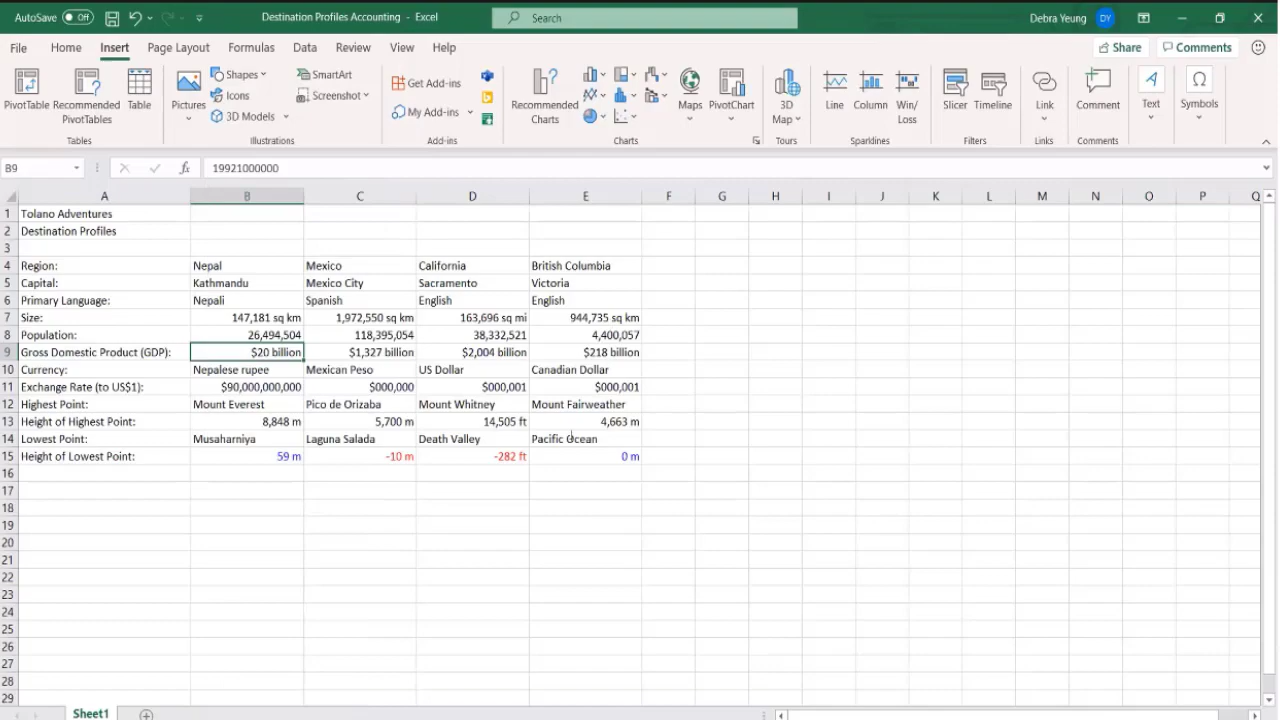 AutoSave Off Destination Profiles Accounting - Excel Search Debra Yeung DY
File Home Insert Page Layout Formulas Data Review View Help Share Comments
PivotTable Recommended PivotTables Table Pictures Shapes Icons 3D Models SmartArt Screenshot Get Add-ins My Add-ins Recommended Charts Maps PivotChart 3D Map Line Column Win/Loss Slicer Timeline Link Comment Text Symbols
Tables Illustrations Add-ins Charts Tours Sparklines Filters Links Comments
B9 fx 19921000000
A B C D E F G H I J K L M N O P Q
1 Tolano Adventures
2 Destination Profiles
3
4 Region: Nepal Mexico California British Columbia
5 Capital: Kathmandu Mexico City Sacramento Victoria
6 Primary Language: Nepali Spanish English English
7 Size: 147,181 sq km 1,972,550 sq km 163,696 sq mi 944,735 sq km
8 Population: 26,494,504 118,395,054 38,332,521 4,400,057
9 Gross Domestic Product (GDP): $20 billion $1,327 billion $2,004 billion $218 billion
10 Currency: Nepalese rupee Mexican Peso US Dollar Canadian Dollar
11 Exchange Rate (to US$1): $90,000,000,000 $000,000 $000,001 $000,001
12 Highest Point: Mount Everest Pico de Orizaba Mount Whitney Mount Fairweather
13 Height of Highest Point: 8,848 m 5,700 m 14,505 ft 4,663 m
14 Lowest Point: Musaharniya Laguna Salada Death Valley Pacific Ocean
15 Height of Lowest Point: 59 m -10 m -282 ft 0 m
16
17
18
19
20
21
22
23
24
25
26
27
28
29
Sheet1